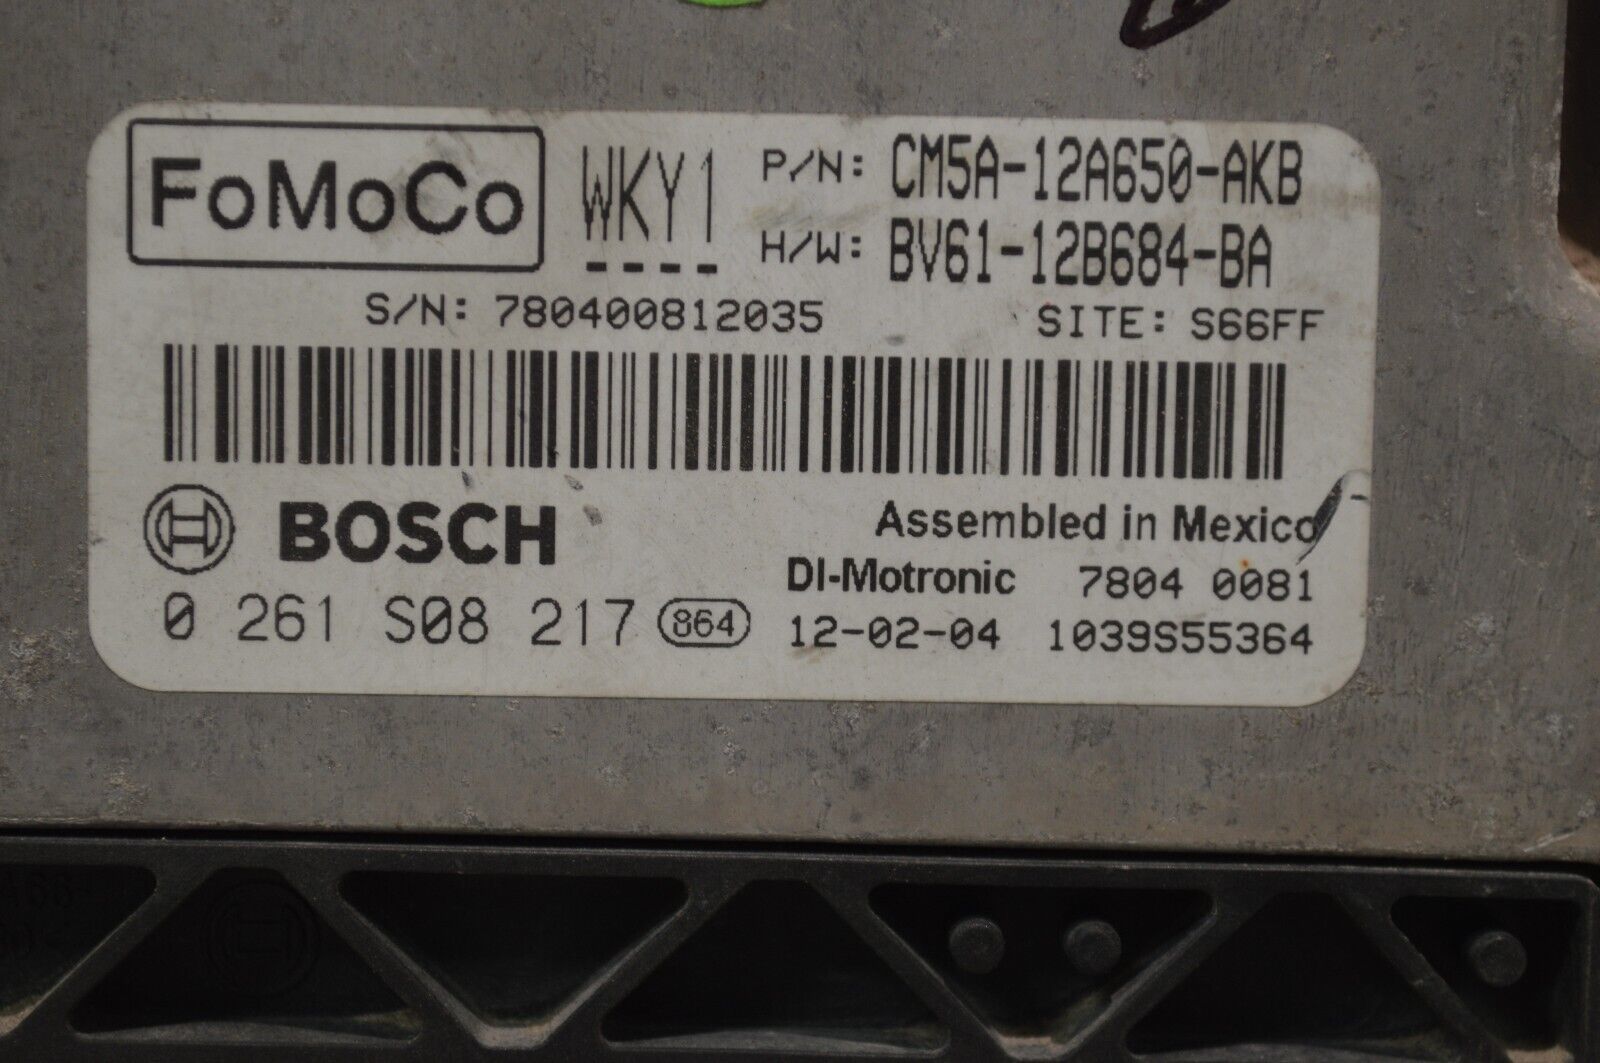 FoMoCo WKY1 P/N: CM5A-12A650-AKB
---- H/W: BV61-12B684-BA
S/N: 780400812035 SITE: S66FF
BOSCH Assembled in Mexico
DI-Motronic 7804 0081
0 261 S08 217 864 12-02-04 1039S55364